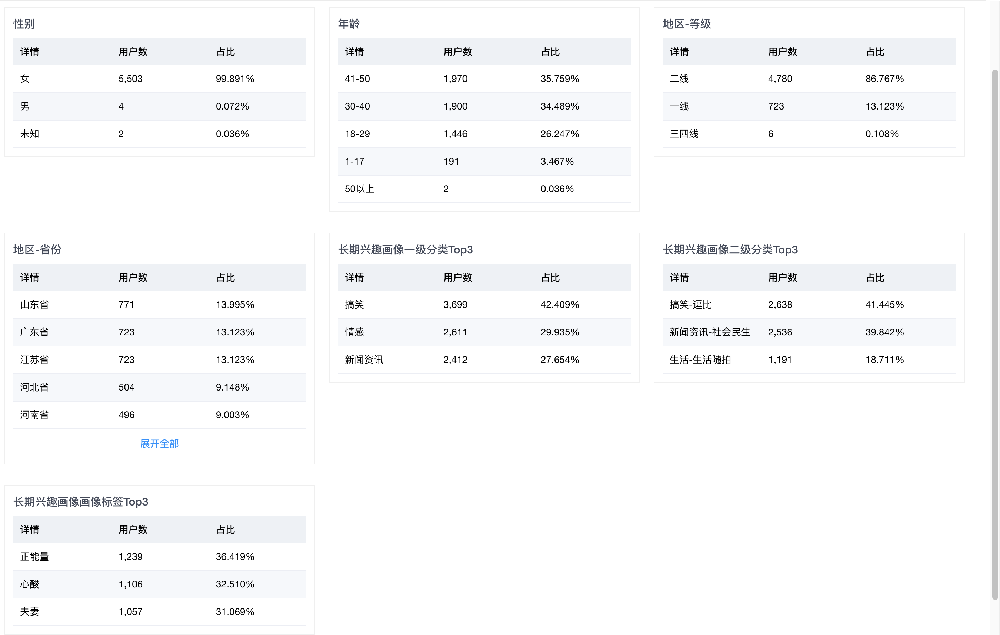 性别
详情 用户数 占比
女 5,503 99.891%
男 4 0.072%
未知 2 0.036%
年龄
详情 用户数 占比
41-50 1,970 35.759%
30-40 1,900 34.489%
18-29 1,446 26.247%
1-17 191 3.467%
50以上 2 0.036%
地区-等级
详情 用户数 占比
二线 4,780 86.767%
一线 723 13.123%
三四线 6 0.108%
地区-省份
详情 用户数 占比
山东省 771 13.995%
广东省 723 13.123%
江苏省 723 13.123%
河北省 504 9.148%
河南省 496 9.003%
展开全部
长期兴趣画像一级分类Top3
详情 用户数 占比
搞笑 3,699 42.409%
情感 2,611 29.935%
新闻资讯 2,412 27.654%
长期兴趣画像二级分类Top3
详情 用户数 占比
搞笑-逗比 2,638 41.445%
新闻资讯-社会民生 2,536 39.842%
生活-生活随拍 1,191 18.711%
长期兴趣画像画像标签Top3
详情 用户数 占比
正能量 1,239 36.419%
心酸 1,106 32.510%
夫妻 1,057 31.069%